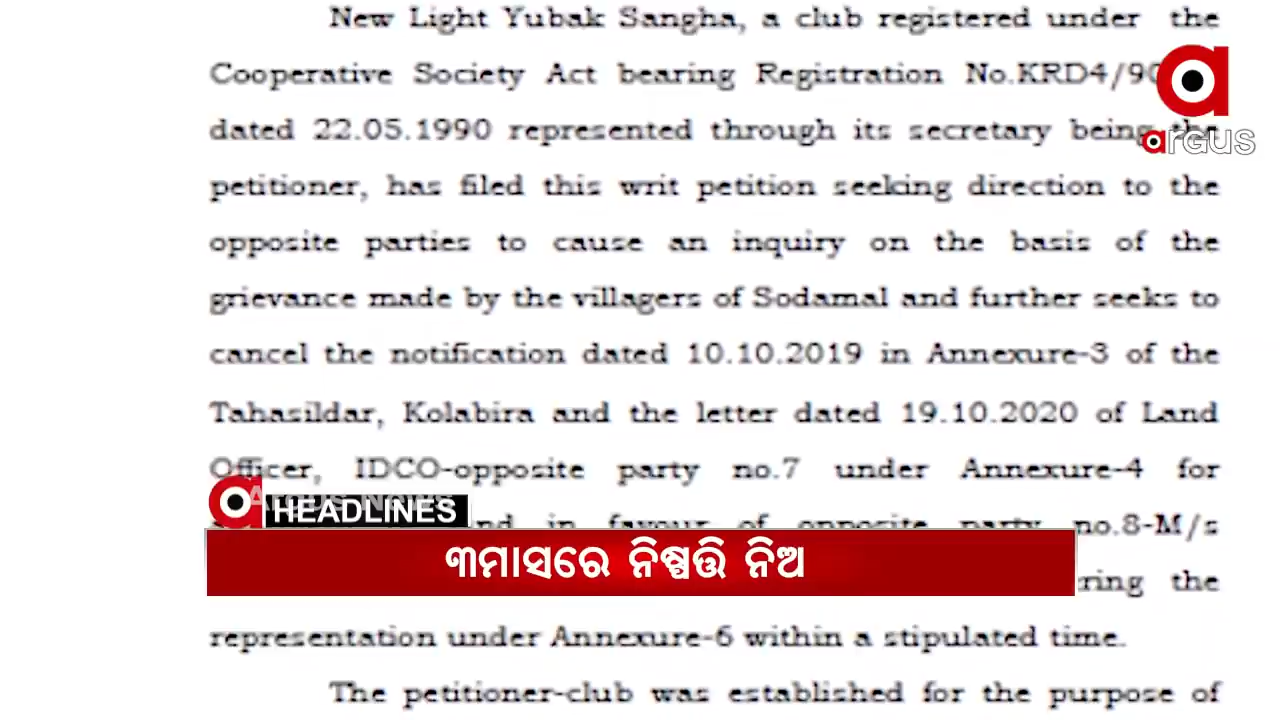 New Light Yubak Sangha, a club registered under the
Cooperative Society Act bearing Registration No.KRD4/90
dated 22.05.1990 represented through its secretary being the
petitioner, has filed this writ petition seeking direction to the
opposite parties to cause an inquiry on the basis of the
grievance made by the villagers of Sodamal and further seeks to
cancel the notification dated 10.10.2019 in Annexure-3 of the
Tahasildar, Kolabira and the letter dated 19.10.2020 of Land
Officer, IDCO-opposite party no.7 under Annexure-4 for
in favour of opposite party no.8-M/s
the
representation under Annexure-6 within a stipulated time.
The petitioner-club was established for the purpose of
argus
Argus News
HEADLINES
୩ମାସରେ ନିଷ୍ପତ୍ତି ନିଅ